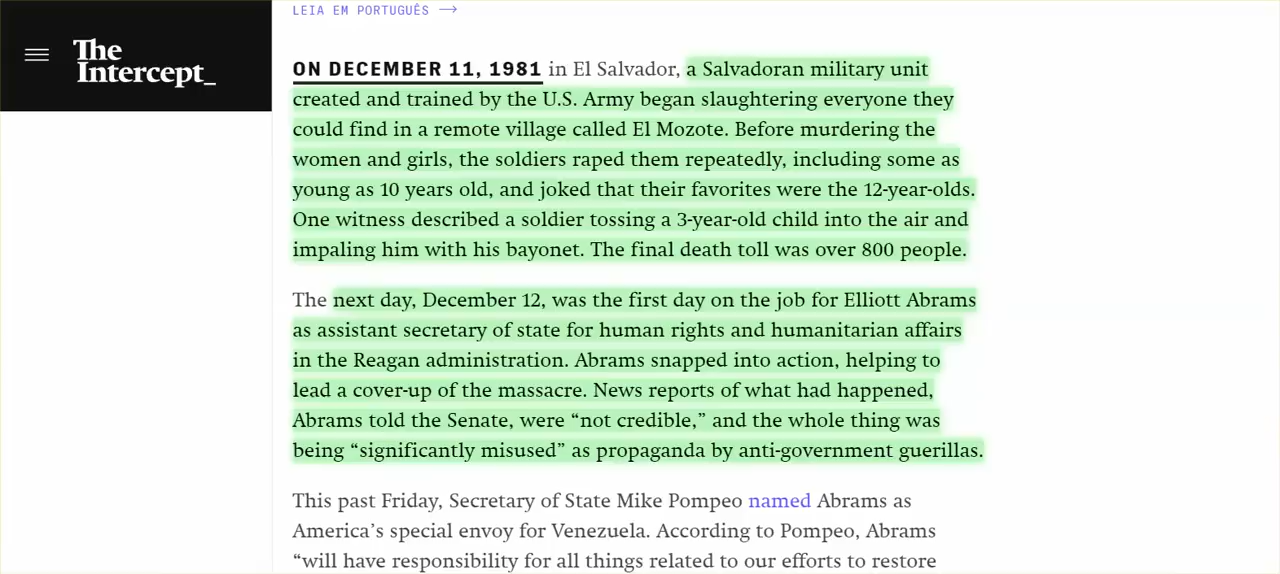 LEIA EM PORTUGUÊS →
The
Intercept_
ON DECEMBER 11, 1981 in El Salvador, a Salvadoran military unit
created and trained by the U.S. Army began slaughtering everyone they
could find in a remote village called El Mozote. Before murdering the
women and girls, the soldiers raped them repeatedly, including some as
young as 10 years old, and joked that their favorites were the 12-year-olds.
One witness described a soldier tossing a 3-year-old child into the air and
impaling him with his bayonet. The final death toll was over 800 people.
The next day, December 12, was the first day on the job for Elliott Abrams
as assistant secretary of state for human rights and humanitarian affairs
in the Reagan administration. Abrams snapped into action, helping to
lead a cover-up of the massacre. News reports of what had happened,
Abrams told the Senate, were “not credible,” and the whole thing was
being “significantly misused” as propaganda by anti-government guerillas.
This past Friday, Secretary of State Mike Pompeo named Abrams as
America’s special envoy for Venezuela. According to Pompeo, Abrams
“will have responsibility for all things related to our efforts to restore